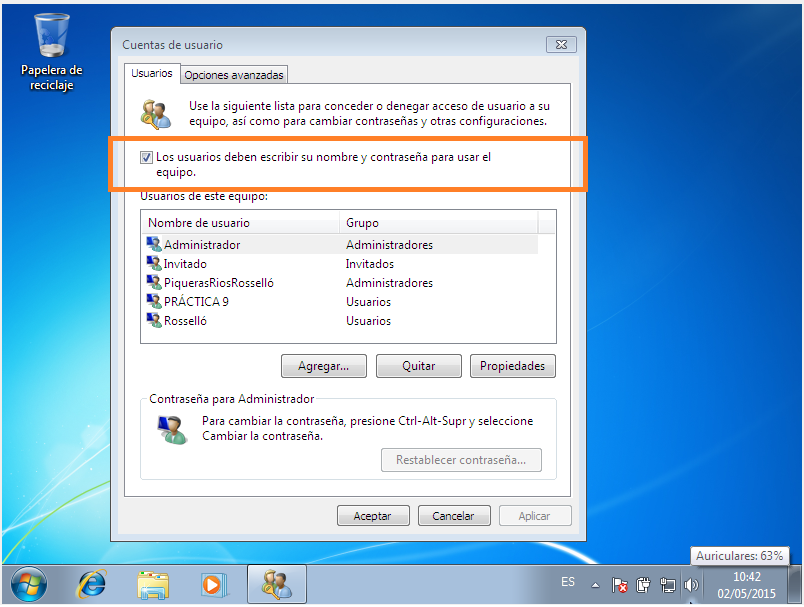 Papelera de
reciclaje
Cuentas de usuario
Usuarios
Opciones avanzadas
Use la siguiente lista para conceder o denegar acceso de usuario a su
equipo, así como para cambiar contraseñas y otras configuraciones.
Los usuarios deben escribir su nombre y contraseña para usar el
equipo.
Usuarios de este equipo:
Nombre de usuario Grupo
Administrador Administradores
Invitado Invitados
PiquerasRiosRosselló Administradores
PRÁCTICA 9 Usuarios
Rosselló Usuarios
Agregar... Quitar Propiedades
Contraseña para Administrador
Para cambiar la contraseña, presione Ctrl-Alt-Supr y seleccione
Cambiar la contraseña.
Restablecer contraseña...
Aceptar Cancelar Aplicar
Auriculares: 63%
ES
10:42
02/05/2015